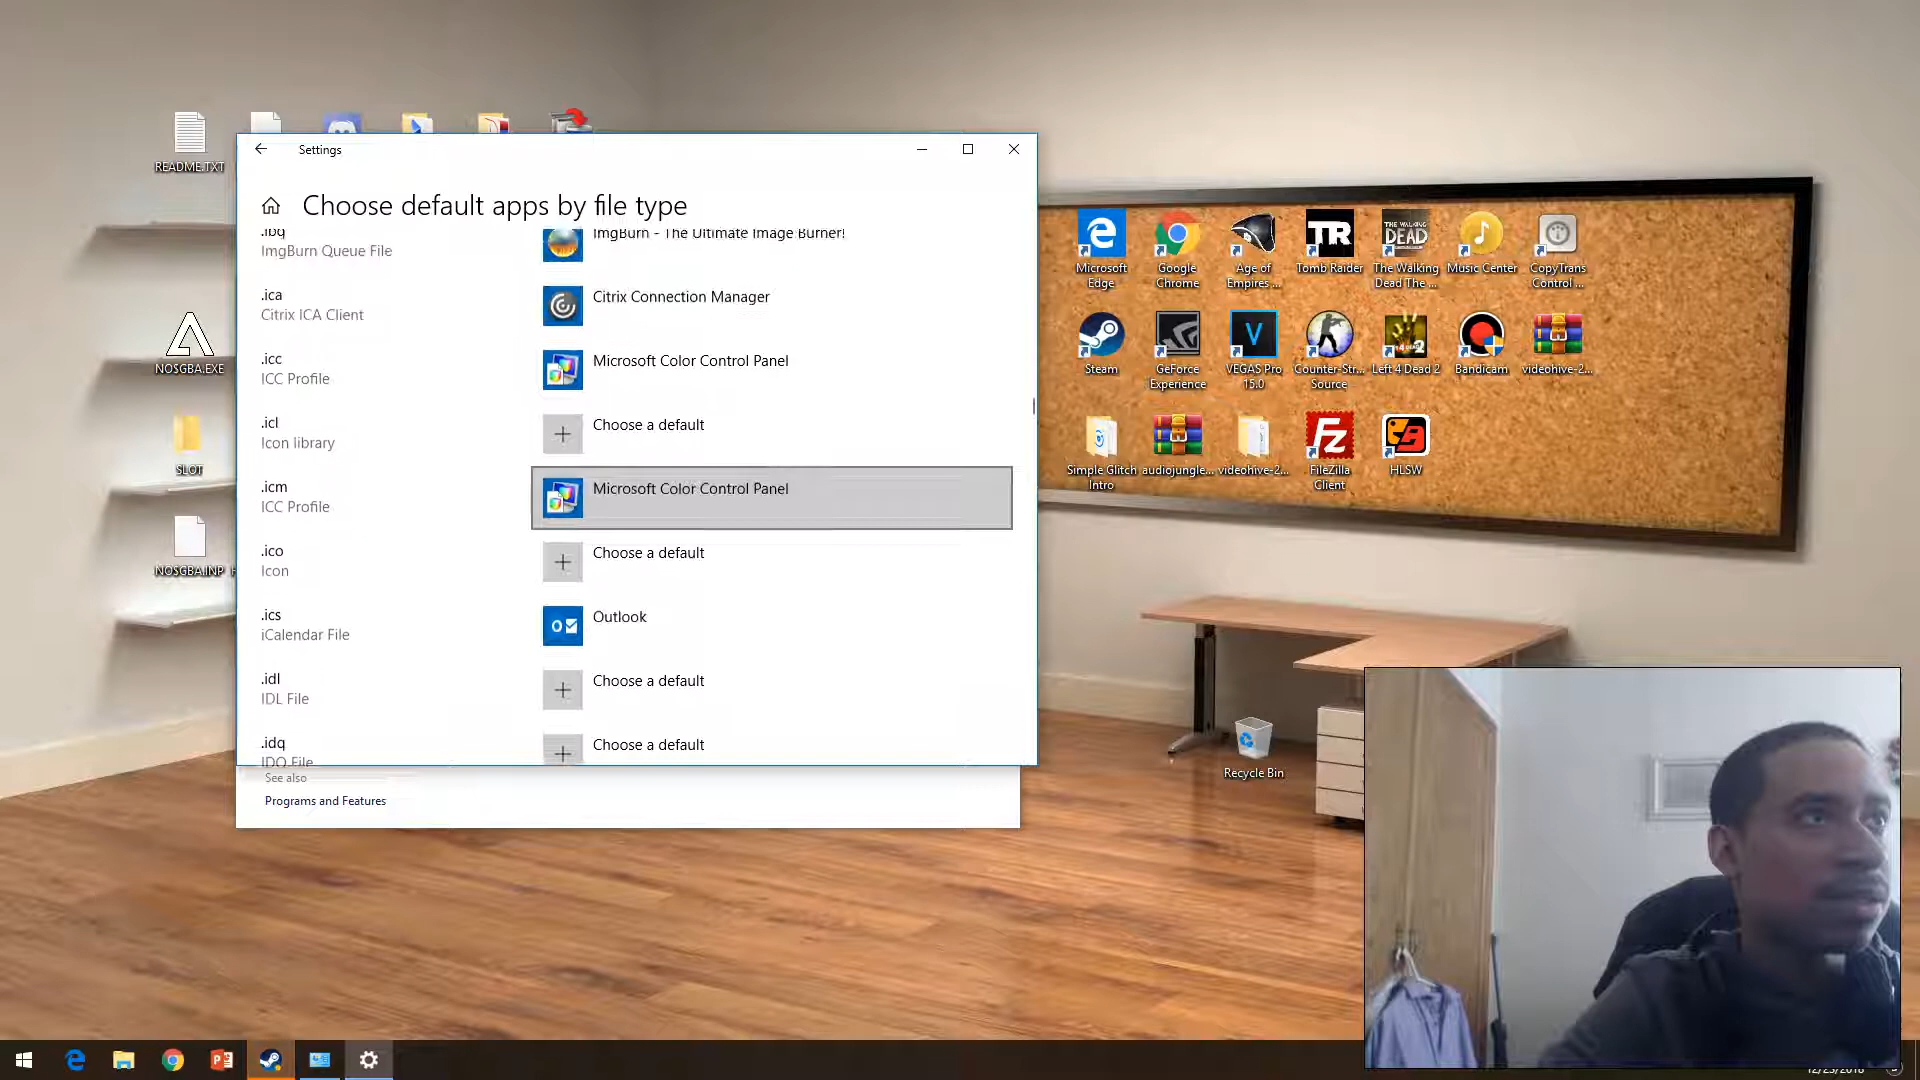 README.TXT
NOSGBA.EXE
SLOT
NOSGBA.INP
Settings
Choose default apps by file type
.ibq
ImgBurn Queue File
ImgBurn - The Ultimate Image Burner!
.ica
Citrix ICA Client
Citrix Connection Manager
.icc
ICC Profile
Microsoft Color Control Panel
.icl
Icon library
Choose a default
.icm
ICC Profile
Microsoft Color Control Panel
.ico
Icon
Choose a default
.ics
iCalendar File
Outlook
.idl
IDL File
Choose a default
.idq
IDQ File
Choose a default
See also
Programs and Features
Microsoft Edge
Google Chrome
Age of Empires ...
Tomb Raider
The Walking Dead The ...
Music Center
CopyTrans Control ...
Steam
GeForce Experience
VEGAS Pro 15.0
Counter-Str... Source
Left 4 Dead 2
Bandicam
videohive-2...
Simple Glitch Intro
audiojungle...
videohive-2...
FileZilla Client
HLSW
Recycle Bin